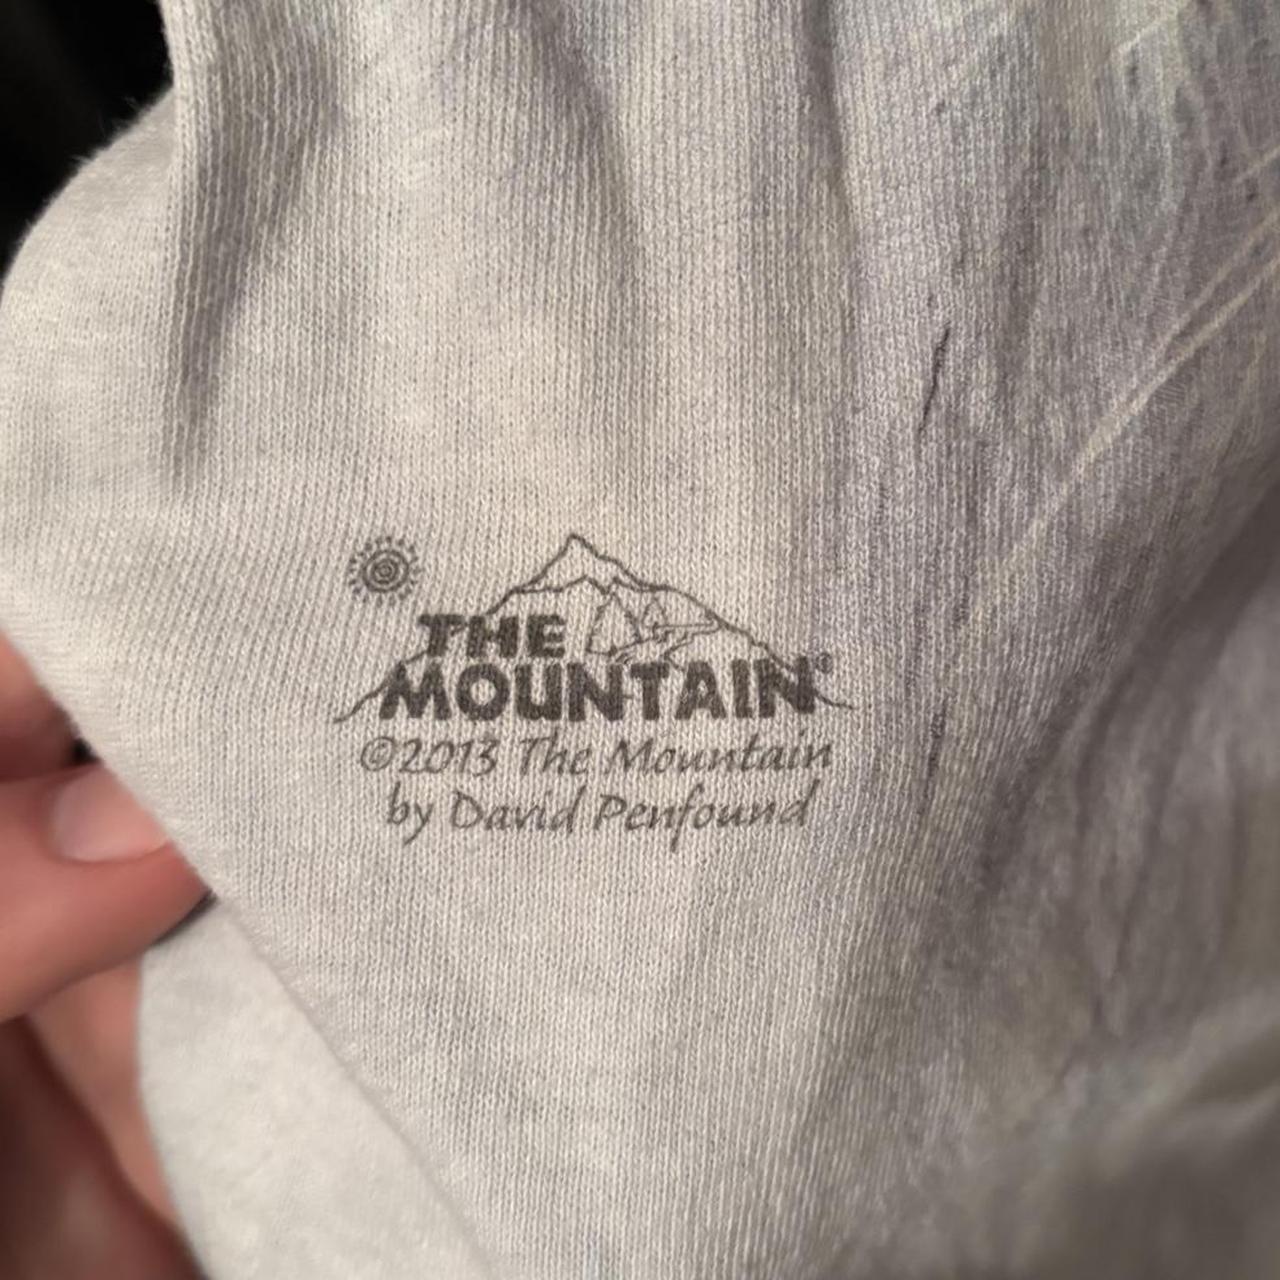 THE
MOUNTAIN®
©2013 The Mountain
by David Penfound